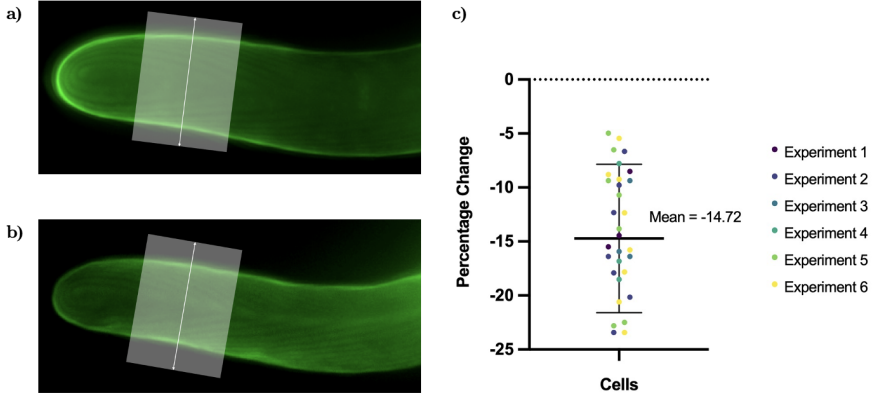 a)
b)
c)
0
-5
-10
-15
-20
-25
Percentage Change
Mean = -14.72
Cells
Experiment 1
Experiment 2
Experiment 3
Experiment 4
Experiment 5
Experiment 6